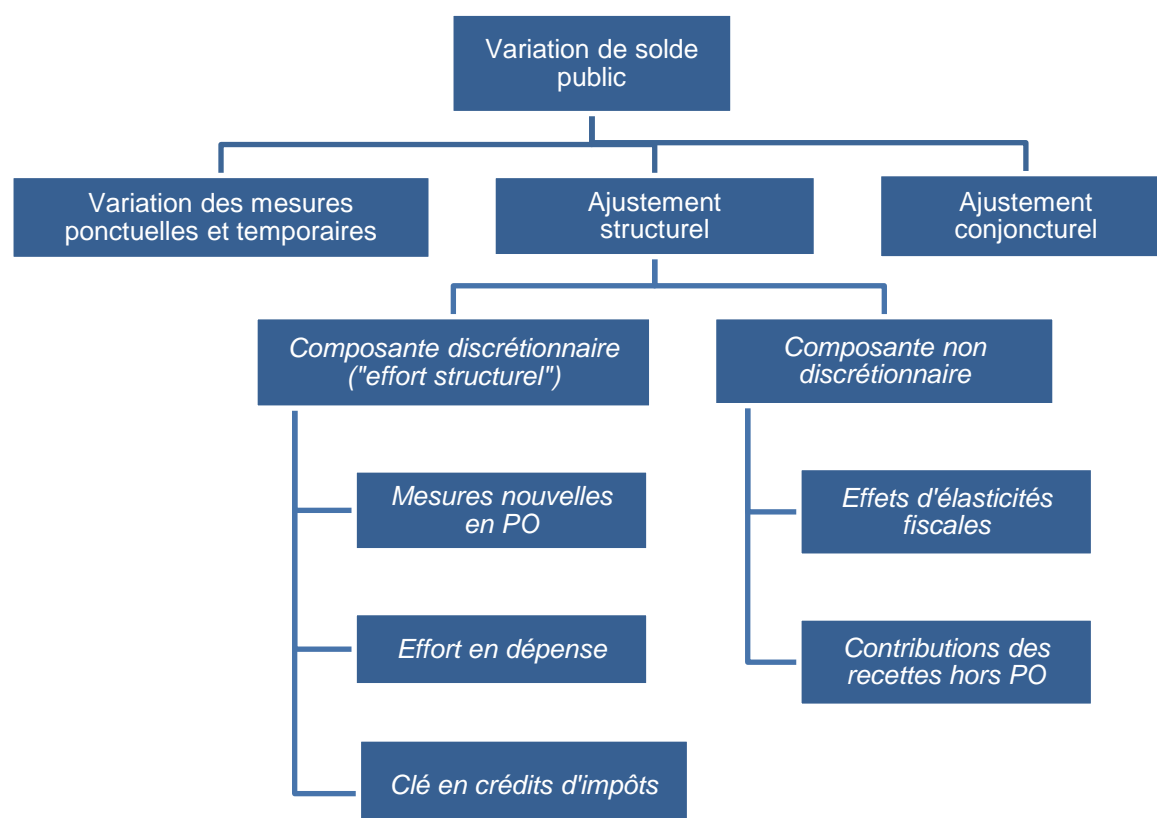 Variation de solde
public
Variation des mesures
ponctuelles et temporaires
Ajustement
structurel
Ajustement
conjoncturel
Composante discrétionnaire
("effort structurel")
Composante non
discrétionnaire
Mesures nouvelles
en PO
Effets d'élasticités
fiscales
Effort en dépense
Contributions des
recettes hors PO
Clé en crédits d'impôts